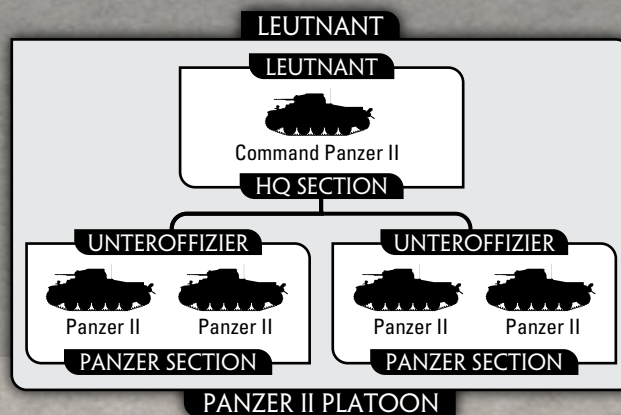 LEUTNANT
LEUTNANT
Command Panzer II
HQ SECTION
UNTEROFFIZIER
Panzer II Panzer II
PANZER SECTION
UNTEROFFIZIER
Panzer II Panzer II
PANZER SECTION
PANZER II PLATOON